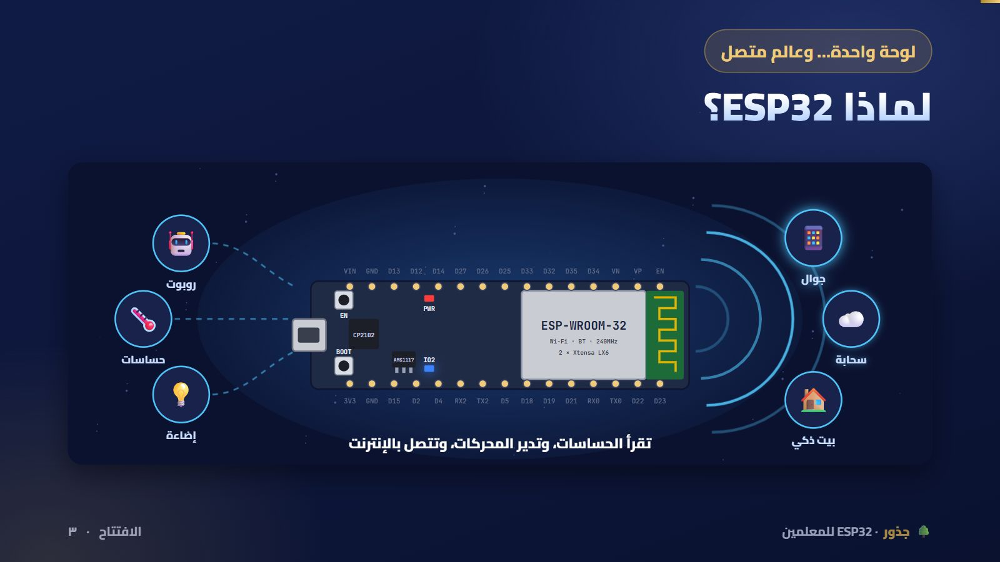 لوحة واحدة... وعالم متصل
لماذا ESP32؟
جوال
سحابة
بيت ذكي
روبوت
حساسات
إضاءة
VIN GND D13 D12 D14 D27 D26 D25 D33 D32 D35 D34 VN VP EN
EN
PWR
CP2102
BOOT
AMS1117
IO2
ESP-WROOM-32
Wi-Fi · BT · 240MHz
2 × Xtensa LX6
3V3 GND D15 D2 D4 RX2 TX2 D5 D18 D19 D21 RX0 TX0 D22 D23
تقرأ الحساسات، وتدير المحركات، وتتصل بالإنترنت
جذور · ESP32 للمعلمين
الافتتاح · ٣